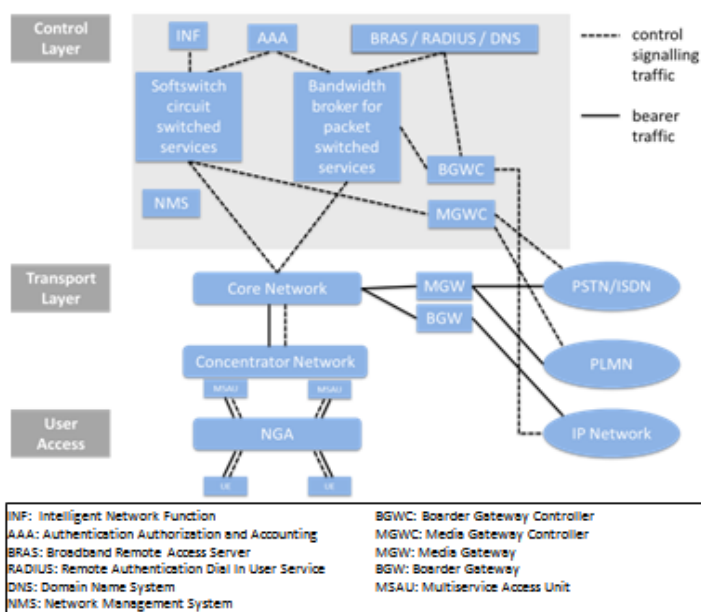 Control
Layer
INF
AAA
BRAS / RADIUS / DNS
control
signalling
traffic
bearer
traffic
Softswitch
circuit
switched
services
Bandwidth
broker for
packet
switched
services
BGWC
NMS
MGWC
Transport
Layer
Core Network
MGW
PSTN/ISDN
BGW
Concentrator Network
PLMN
MSAU
MSAU
User
Access
NGA
IP Network
UE
UE
INF: Intelligent Network Function
AAA: Authentication Authorization and Accounting
BRAS: Broadband Remote Access Server
RADIUS: Remote Authentication Dial In User Service
DNS: Domain Name System
NMS: Network Management System
BGWC: Boarder Gateway Controller
MGWC: Media Gateway Controller
MGW: Media Gateway
BGW: Boarder Gateway
MSAU: Multiservice Access Unit